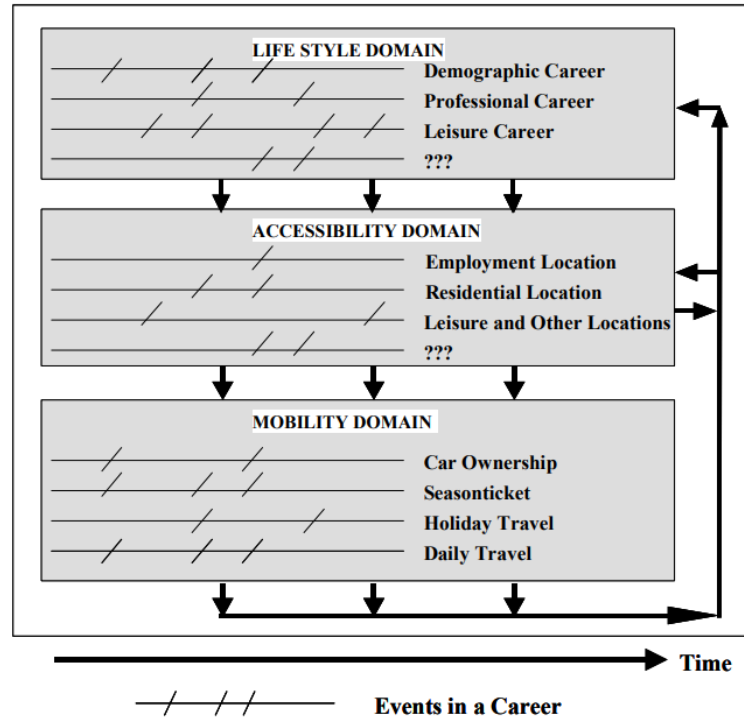 LIFE STYLE DOMAIN
Demographic Career
Professional Career
Leisure Career
???
ACCESSIBILITY DOMAIN
Employment Location
Residential Location
Leisure and Other Locations
???
MOBILITY DOMAIN
Car Ownership
Seasonticket
Holiday Travel
Daily Travel
Time
Events in a Career